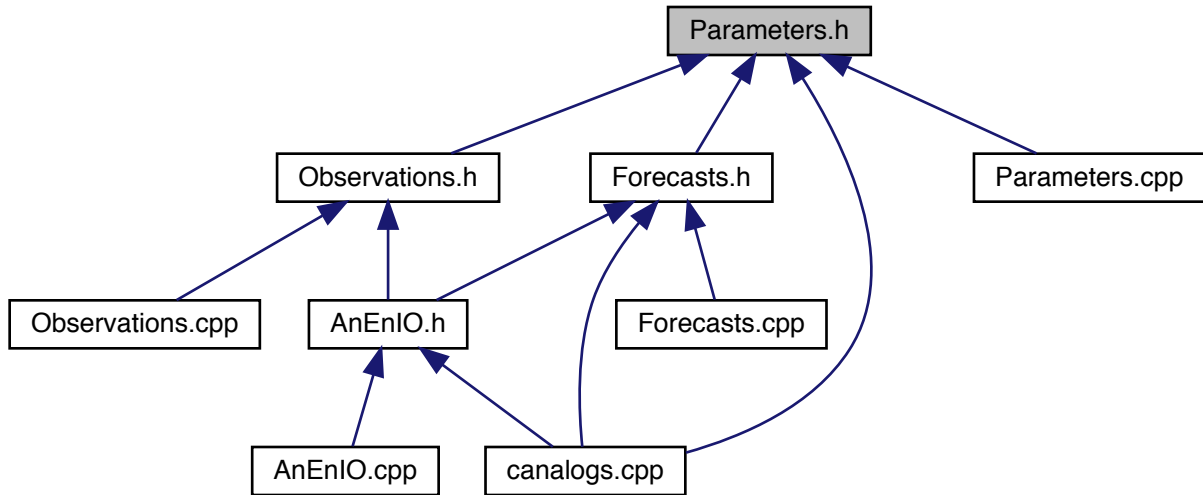 Parameters.h
Observations.h
Forecasts.h
Parameters.cpp
Observations.cpp
AnEnIO.h
Forecasts.cpp
AnEnIO.cpp
canalogs.cpp